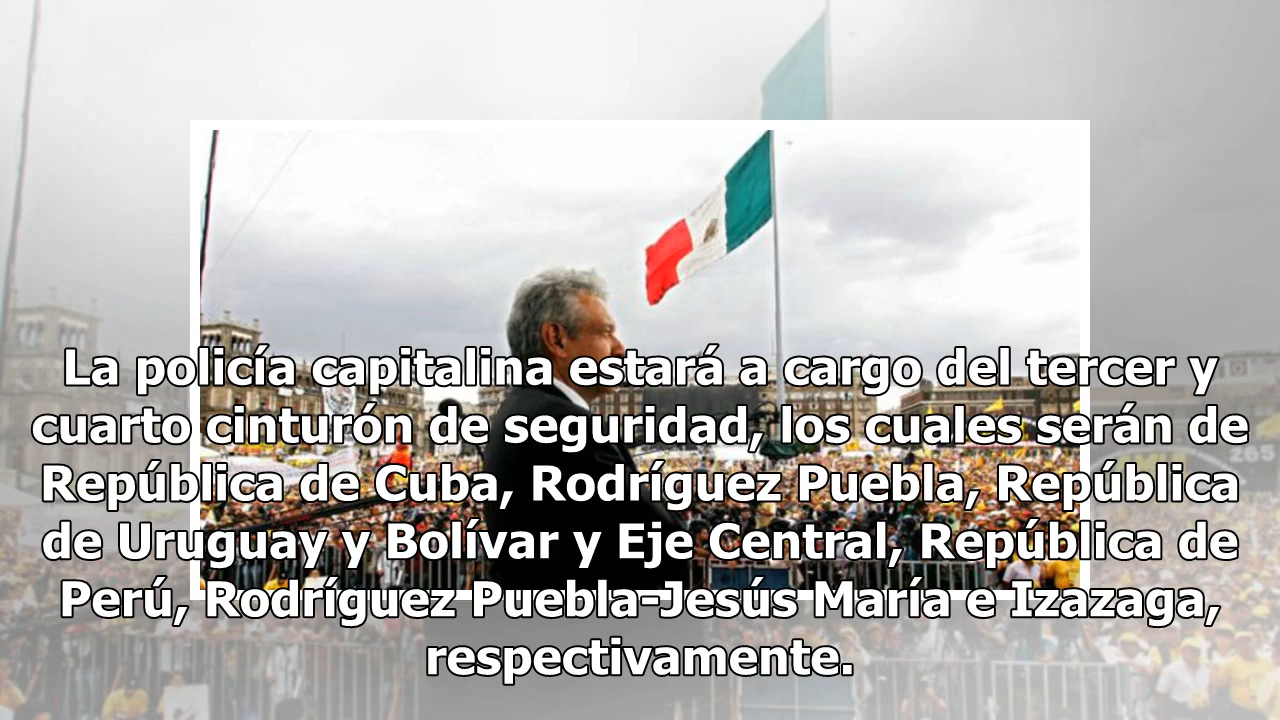 La policía capitalina estará a cargo del tercer y
cuarto cinturón de seguridad, los cuales serán de
República de Cuba, Rodríguez Puebla, República
de Uruguay y Bolívar y Eje Central, República de
Perú, Rodríguez Puebla-Jesús María e Izazaga,
respectivamente.
265